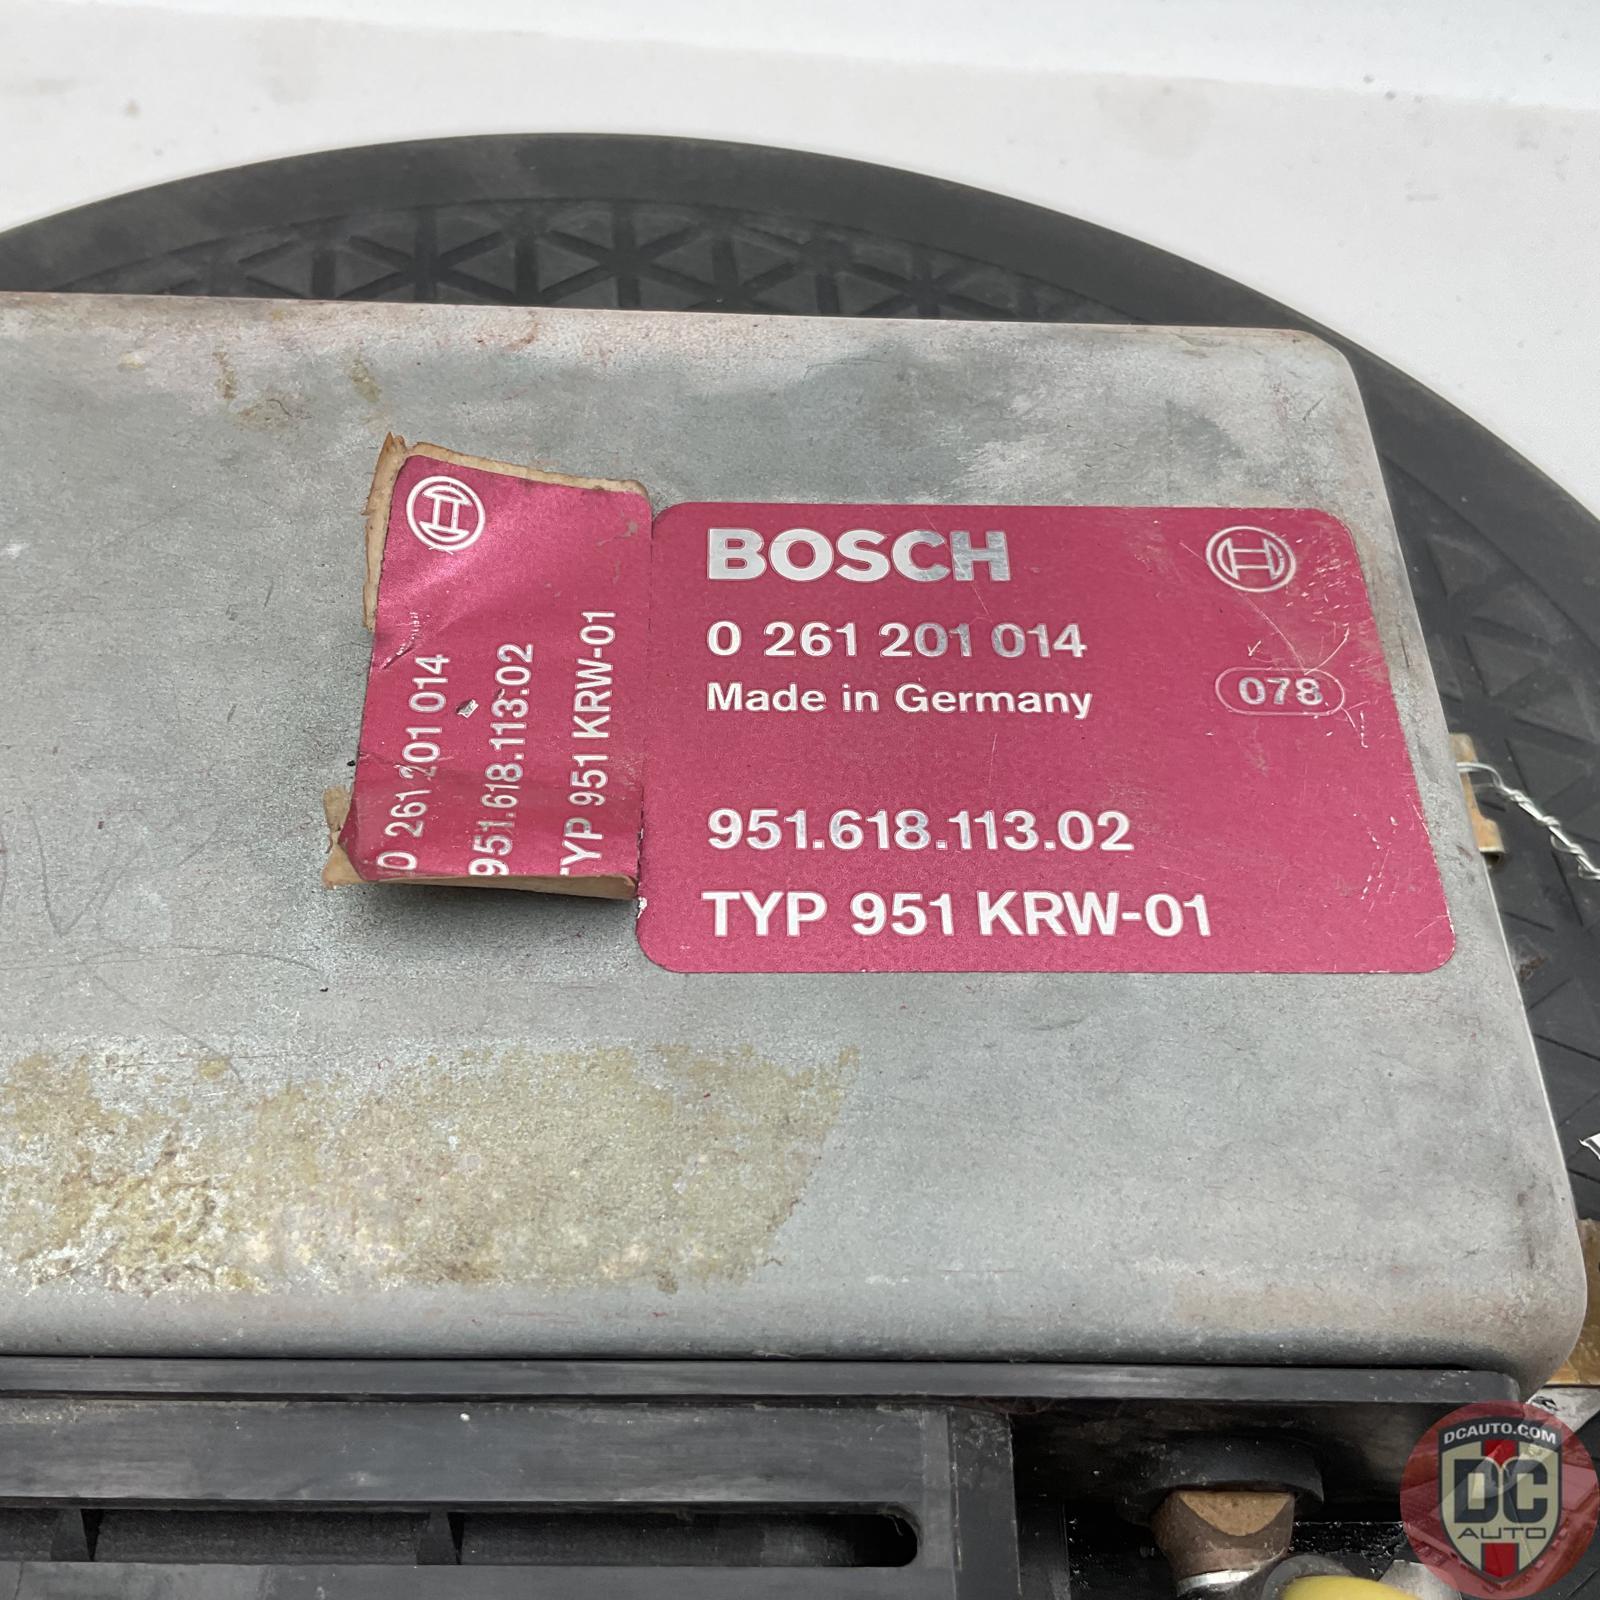 BOSCH
0 261 201 014
Made in Germany
078
951.618.113.02
TYP 951 KRW-01
0 261 201 014
951.618.113.02
TYP 951 KRW-01
DCAUTO.COM
DC
AUTO